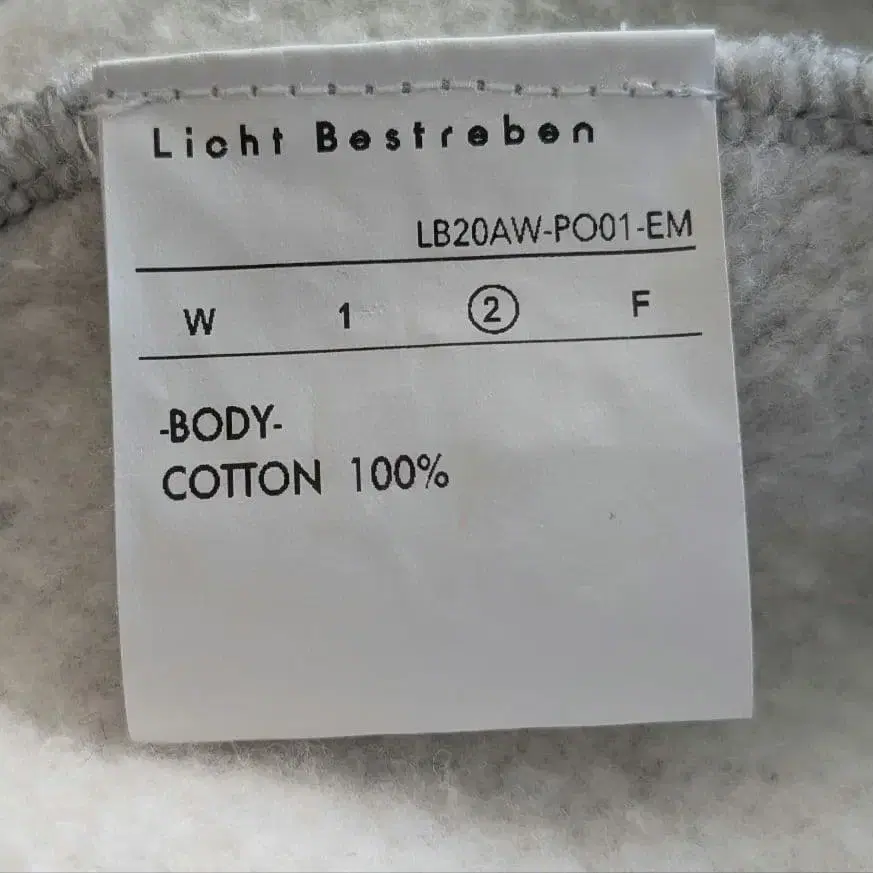 Licht Bestreben
LB20AW-PO01-EM
W 1 ② F
-BODY-
COTTON 100%